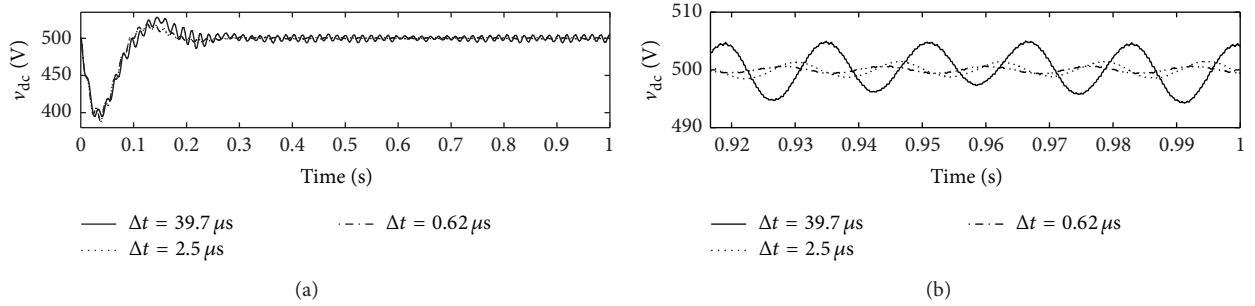 500
450
400
v_dc (V)
0 0.1 0.2 0.3 0.4 0.5 0.6 0.7 0.8 0.9 1
Time (s)
Δt = 39.7 μs
Δt = 2.5 μs
Δt = 0.62 μs
(a)
510
500
490
v_dc (V)
0.92 0.93 0.94 0.95 0.96 0.97 0.98 0.99 1
Time (s)
Δt = 39.7 μs
Δt = 2.5 μs
Δt = 0.62 μs
(b)